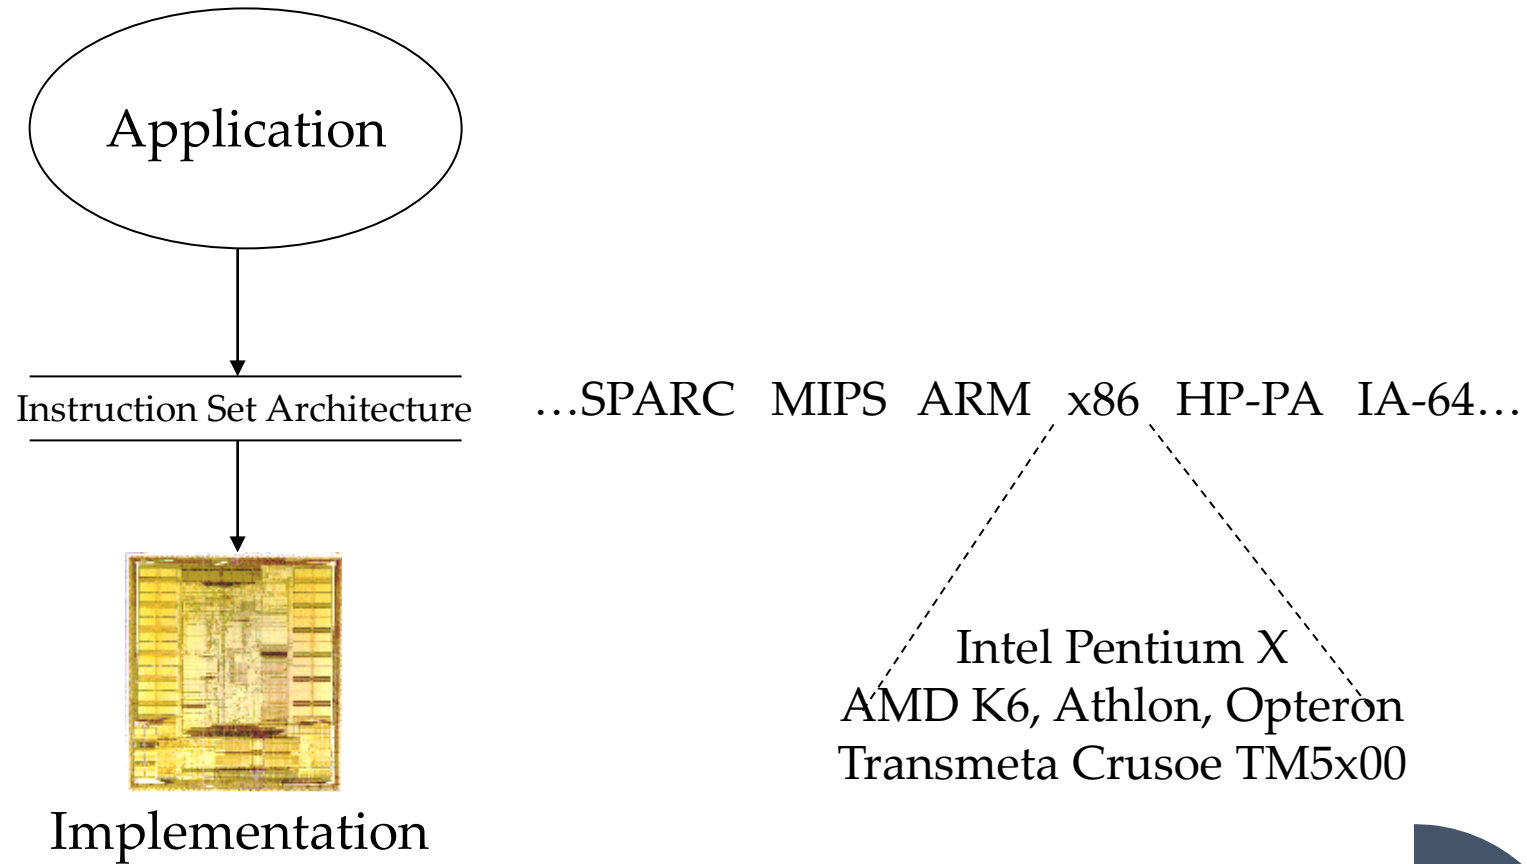 Application
Instruction Set Architecture
…SPARC MIPS ARM x86 HP-PA IA-64…
Intel Pentium X
AMD K6, Athlon, Opteron
Transmeta Crusoe TM5x00
Implementation